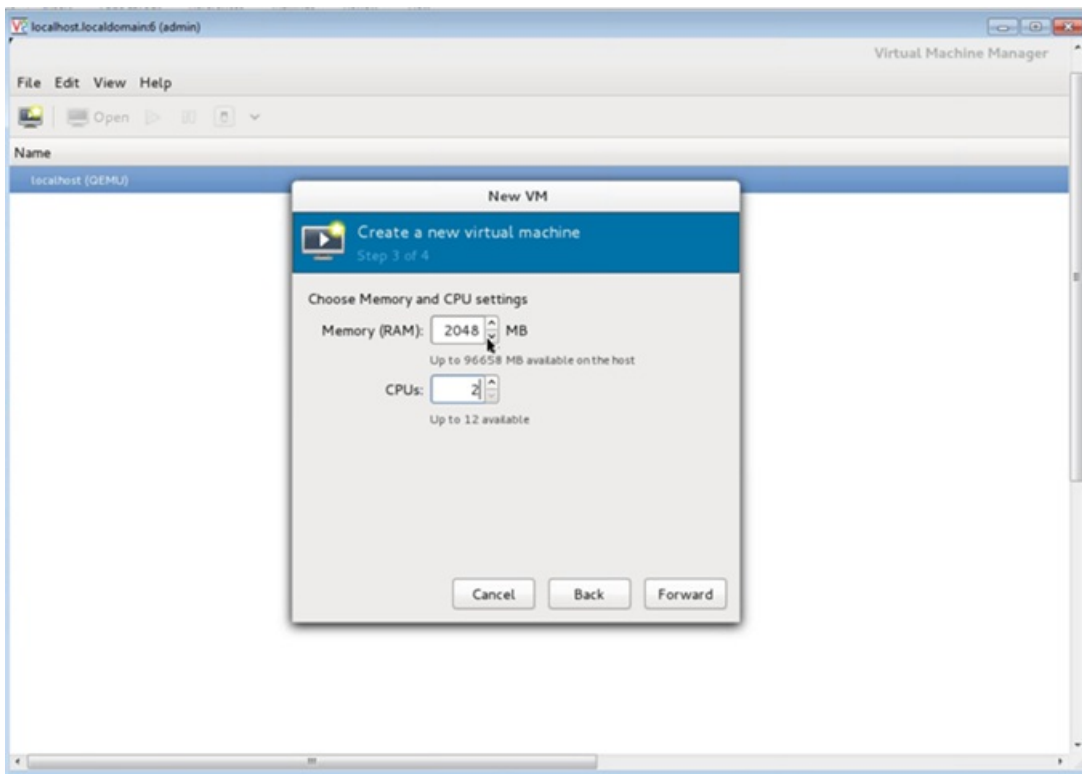 localhost.localdomain:6 (admin)
Virtual Machine Manager
File Edit View Help
Open
Name
localhost (QEMU)
New VM
Create a new virtual machine
Step 3 of 4
Choose Memory and CPU settings
Memory (RAM): 2048 MB
Up to 96658 MB available on the host
CPUs: 2
Up to 12 available
Cancel Back Forward